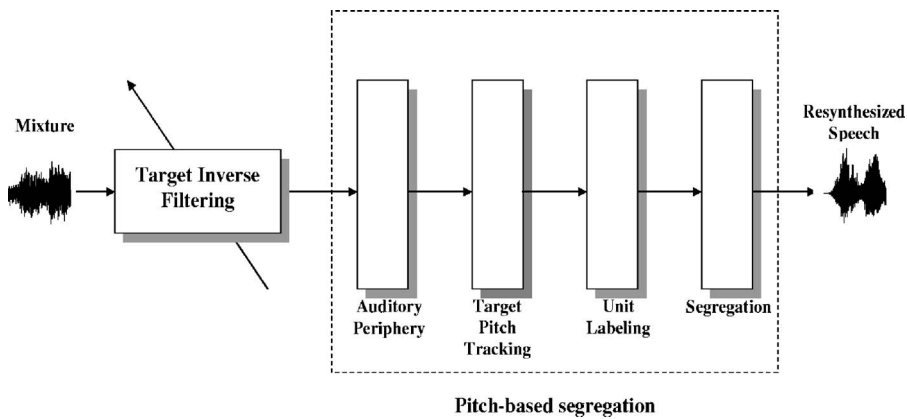 Mixture
Target Inverse
Filtering
Auditory
Periphery
Target
Pitch
Tracking
Unit
Labeling
Segregation
Resynthesized
Speech
Pitch-based segregation